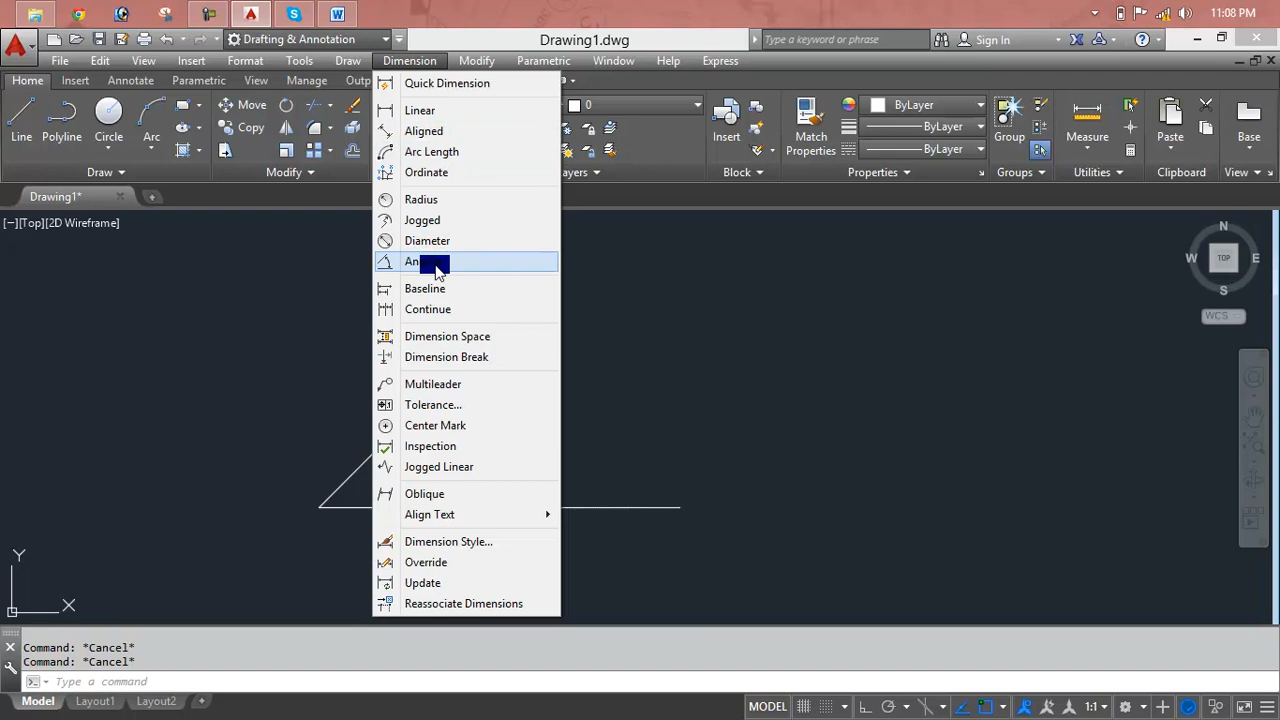 11:08 PM
Drafting & Annotation
Drawing1.dwg
Type a keyword or phrase
Sign In
File Edit View Insert Format Tools Draw Dimension Modify Parametric Window Help Express
Home Insert Annotate Parametric View Manage
Line Polyline Circle Arc
Move
Copy
Draw
Modify
Quick Dimension
Linear
Aligned
Arc Length
Ordinate
Radius
Jogged
Diameter
Baseline
Continue
Dimension Space
Dimension Break
Multileader
Tolerance...
Center Mark
Inspection
Jogged Linear
Oblique
Align Text
Dimension Style...
Override
Update
Reassociate Dimensions
0
Insert
Block
Match
Properties
ByLayer
ByLayer
ByLayer
Properties
Group
Groups
Measure
Utilities
Paste
Clipboard
Base
View
Drawing1*
[−][Top][2D Wireframe]
N
W TOP E
S
WCS
Y
X
Command: *Cancel*
Command: *Cancel*
Type a command
Model Layout1 Layout2 +
MODEL
1:1